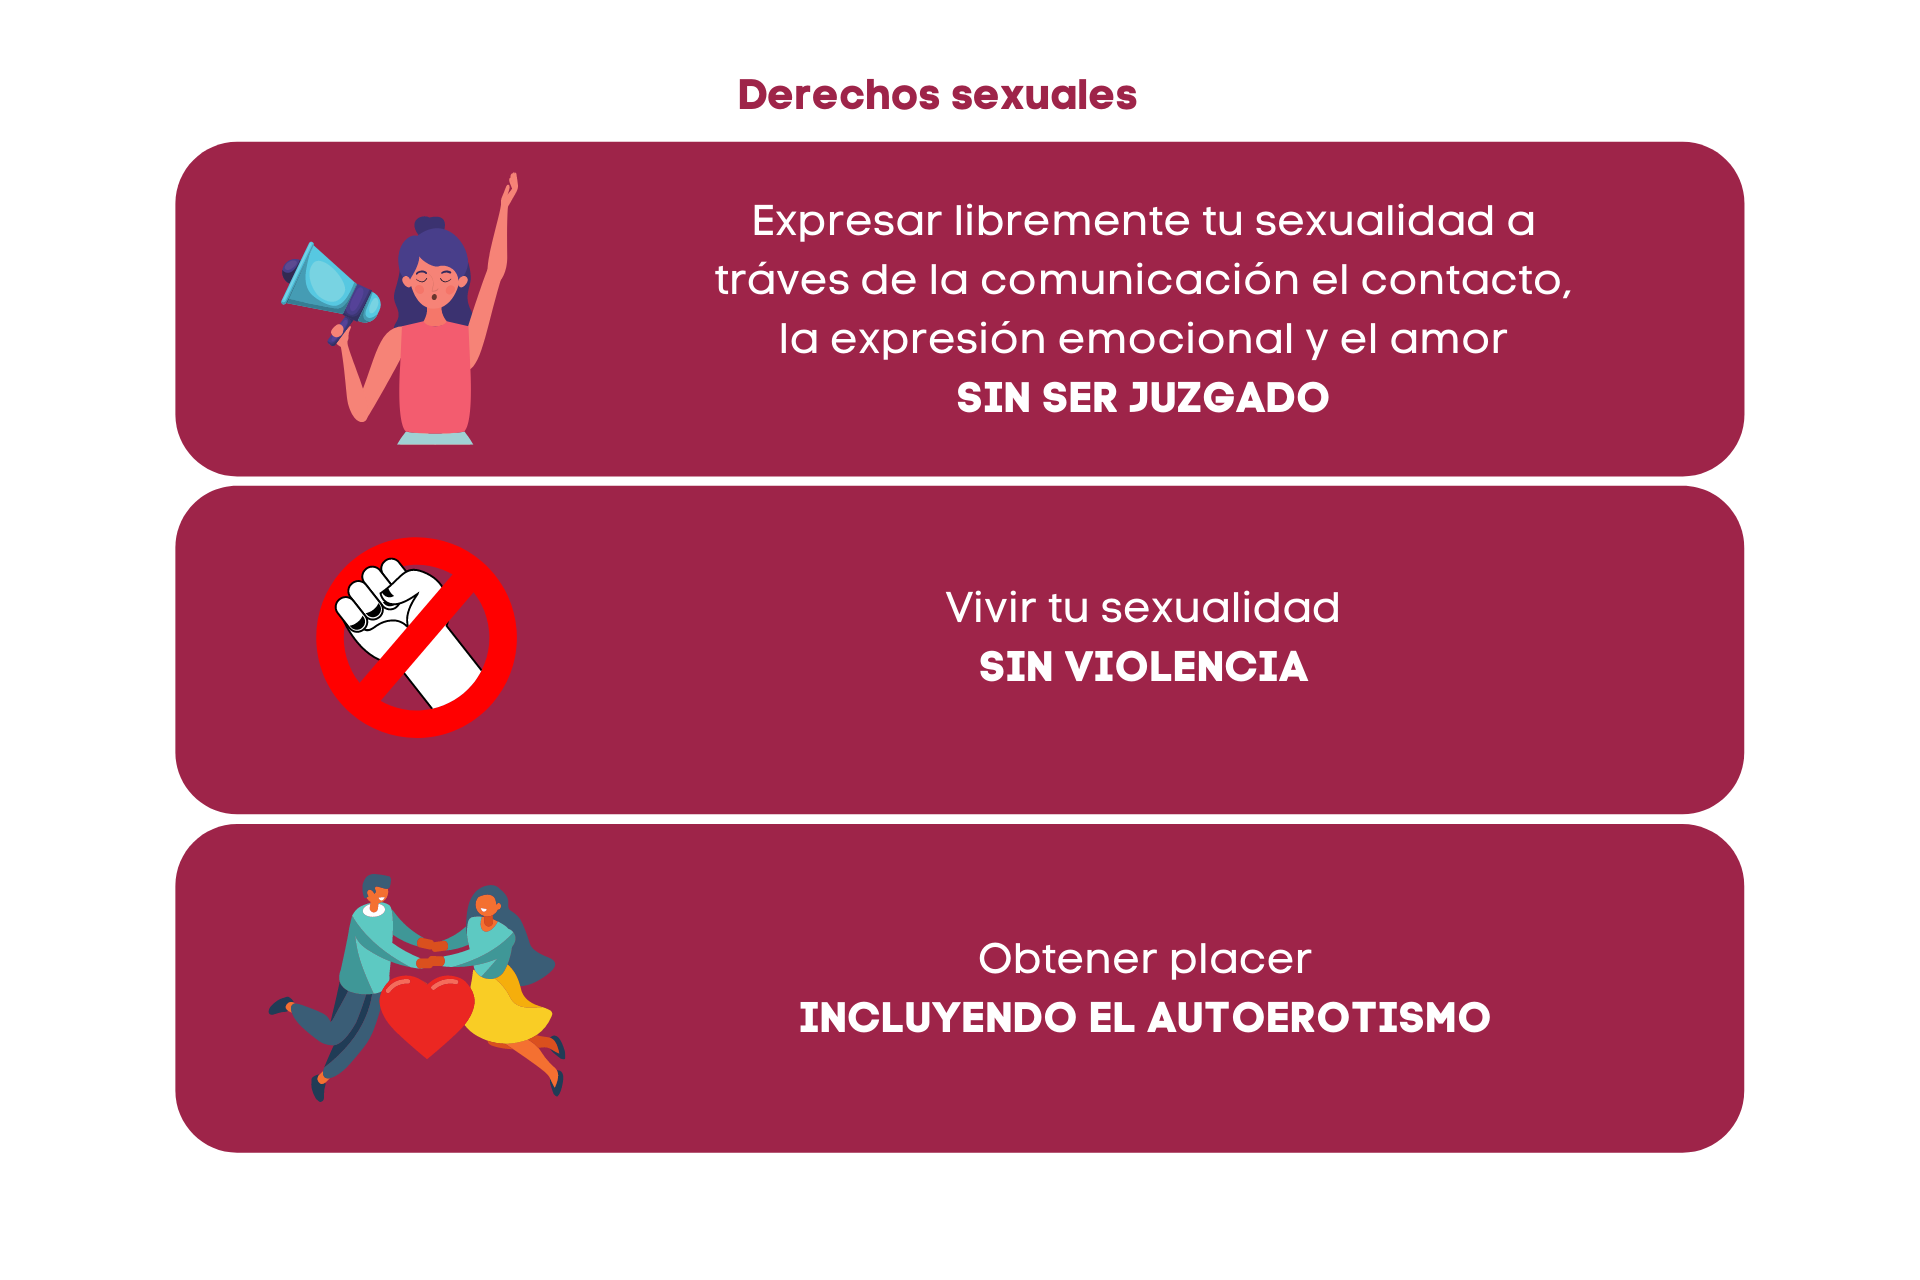 Derechos sexuales
Expresar libremente tu sexualidad a
tráves de la comunicación el contacto,
la expresión emocional y el amor
SIN SER JUZGADO
Vivir tu sexualidad
SIN VIOLENCIA
Obtener placer
INCLUYENDO EL AUTOEROTISMO